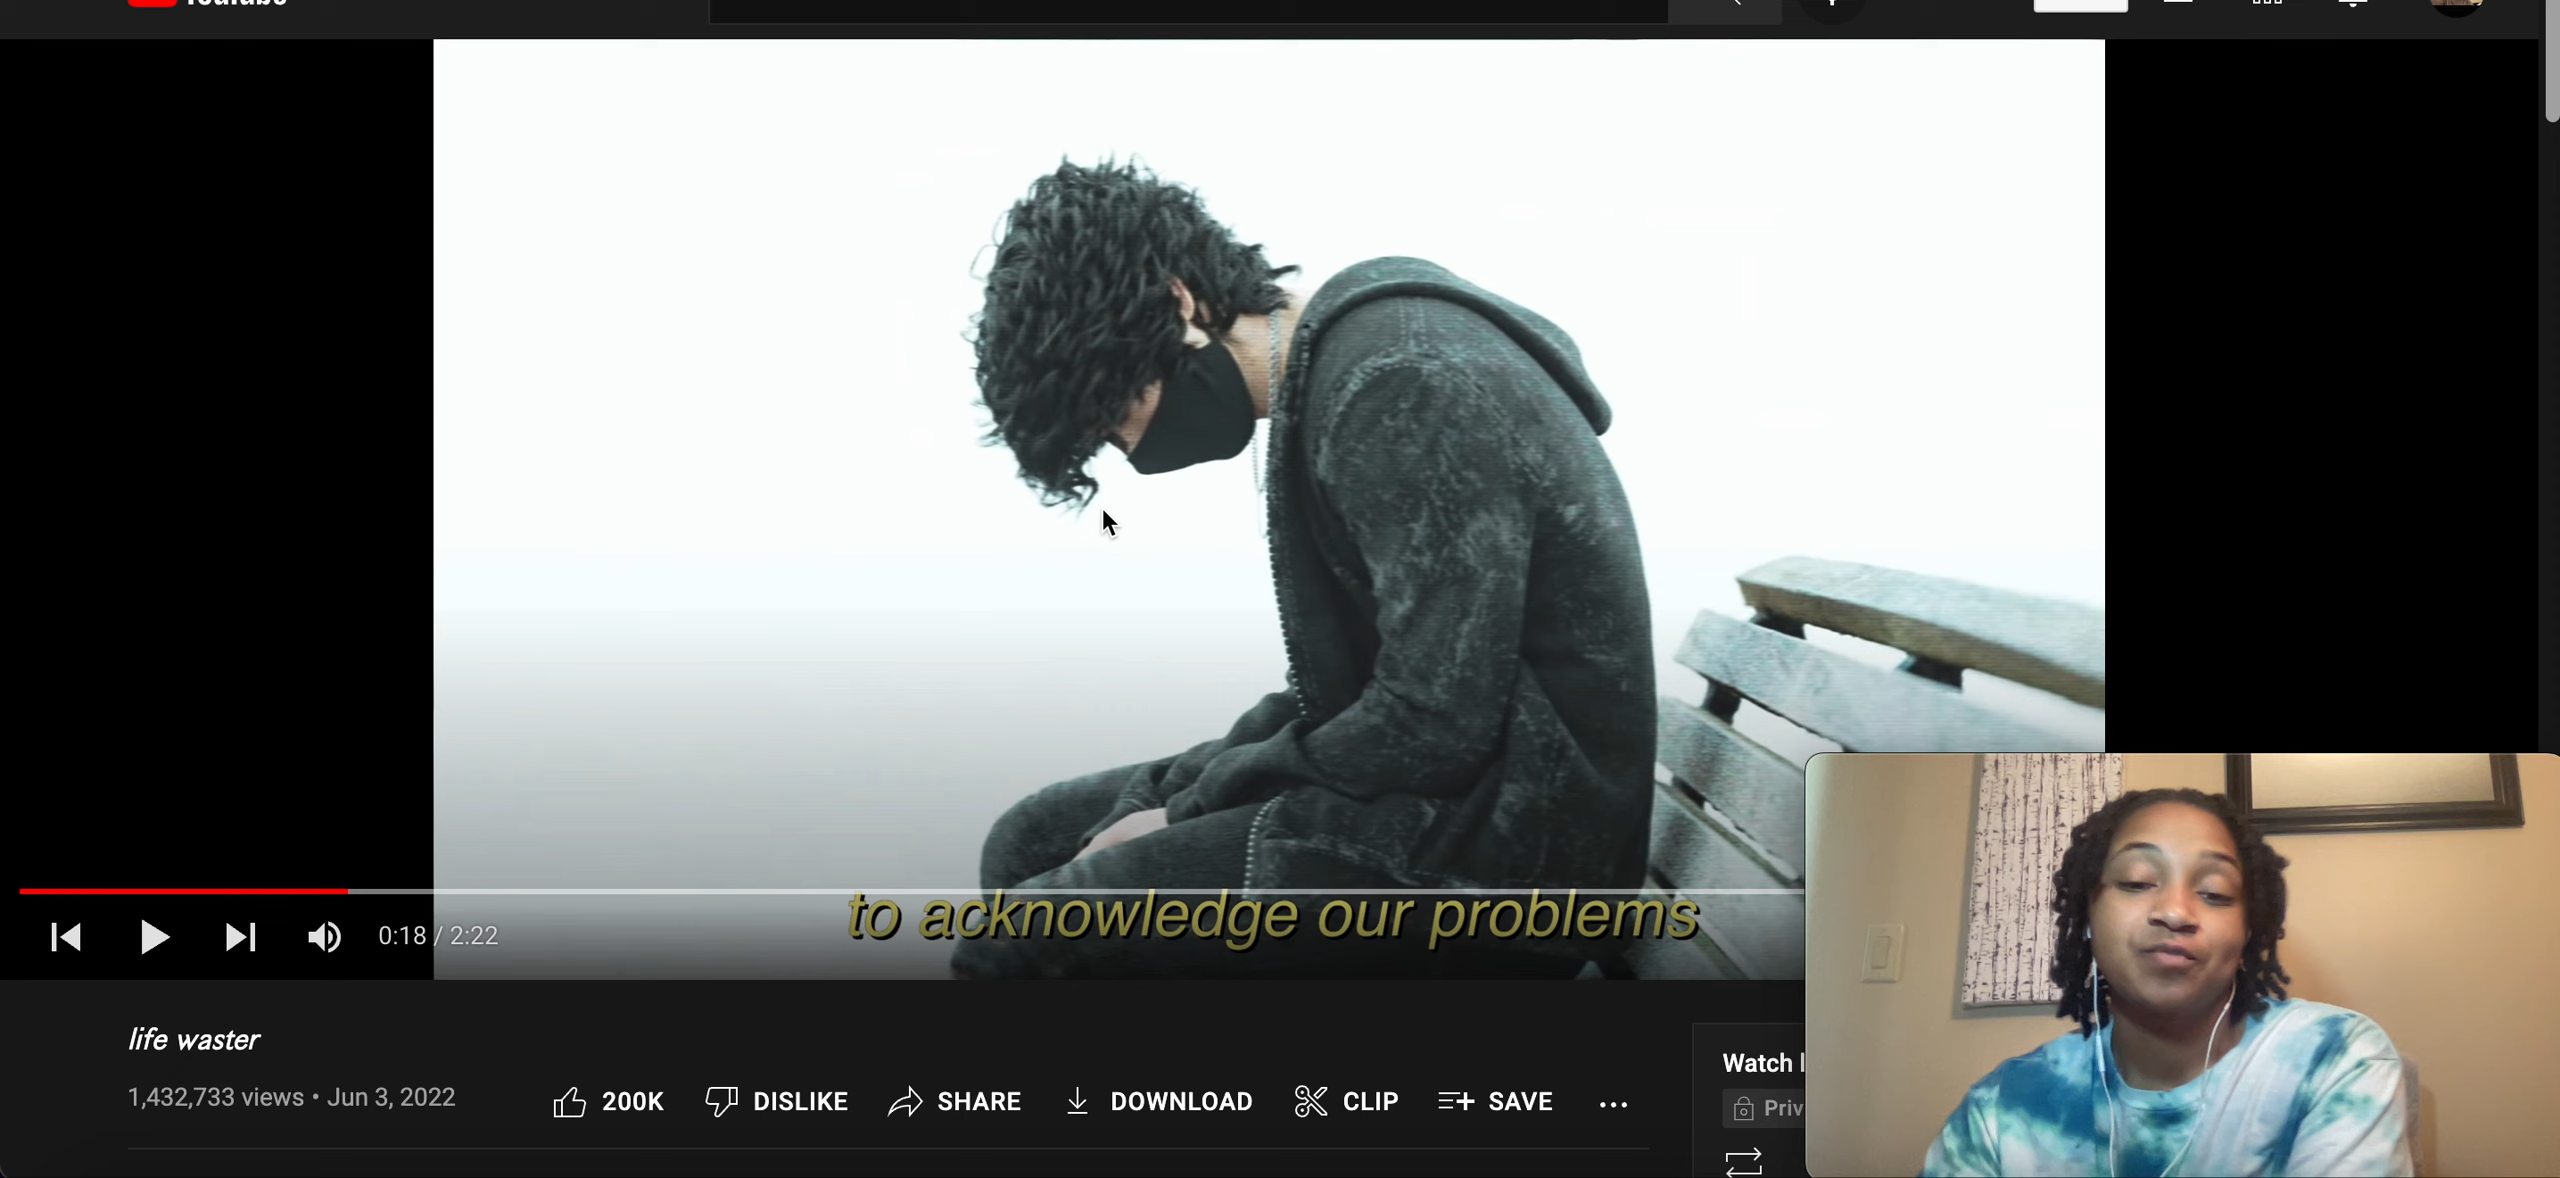 YouTube
to acknowledge our problems
0:18 / 2:22
life waster
1,432,733 views • Jun 3, 2022
200K DISLIKE SHARE DOWNLOAD CLIP SAVE
Watch
Priv